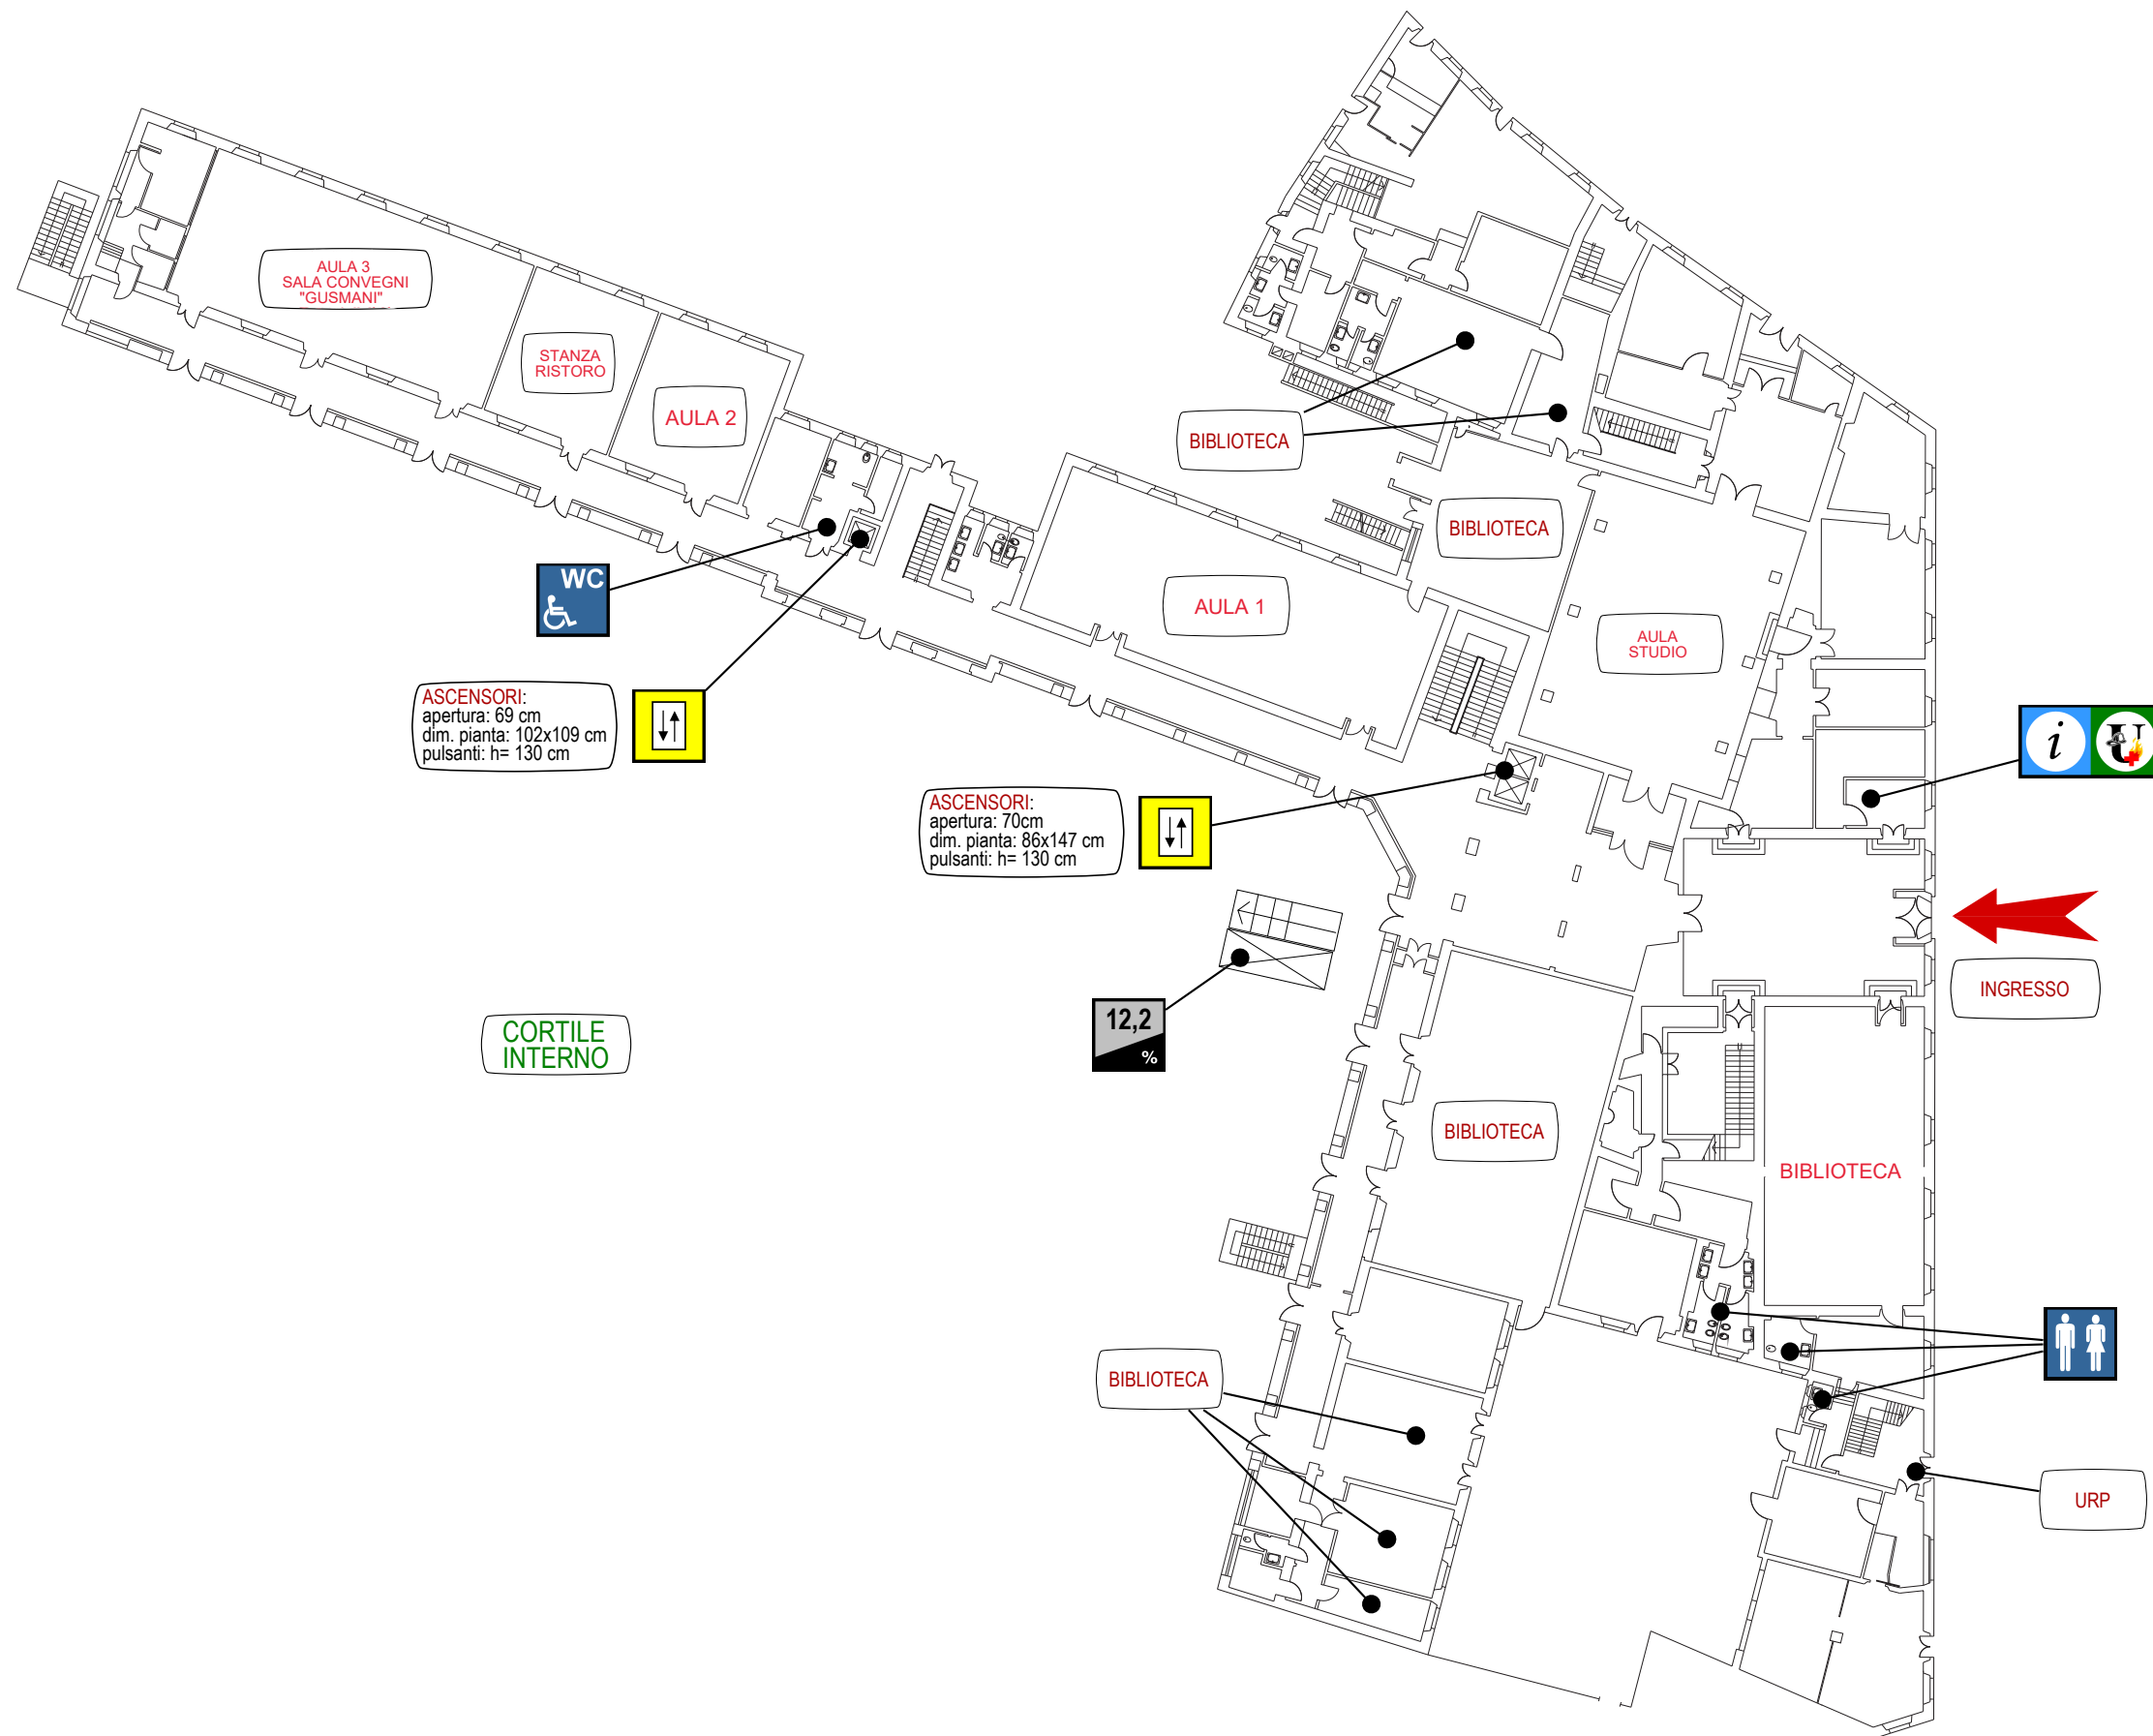 AULA 3
SALA CONVEGNI
"GUSMANI"
STANZA
RISTORO
AULA 2
BIBLIOTECA
BIBLIOTECA
WC
AULA 1
AULA
STUDIO
ASCENSORI:
apertura: 69 cm
dim. pianta: 102x109 cm
pulsanti: h= 130 cm
i
U
ASCENSORI:
apertura: 70cm
dim. pianta: 86x147 cm
pulsanti: h= 130 cm
INGRESSO
12,2
%
CORTILE
INTERNO
BIBLIOTECA
BIBLIOTECA
BIBLIOTECA
URP